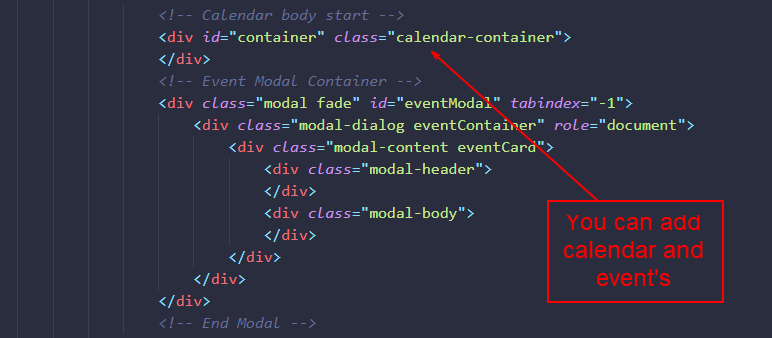 <!-- Calendar body start -->
<div id="container" class="calendar-container">
</div>
<!-- Event Modal Container -->
<div class="modal fade" id="eventModal" tabindex="-1">
<div class="modal-dialog eventContainer" role="document">
<div class="modal-content eventCard">
<div class="modal-header">
</div>
<div class="modal-body">
</div>
</div>
</div>
</div>
<!-- End Modal -->
You can add
calendar and
event's